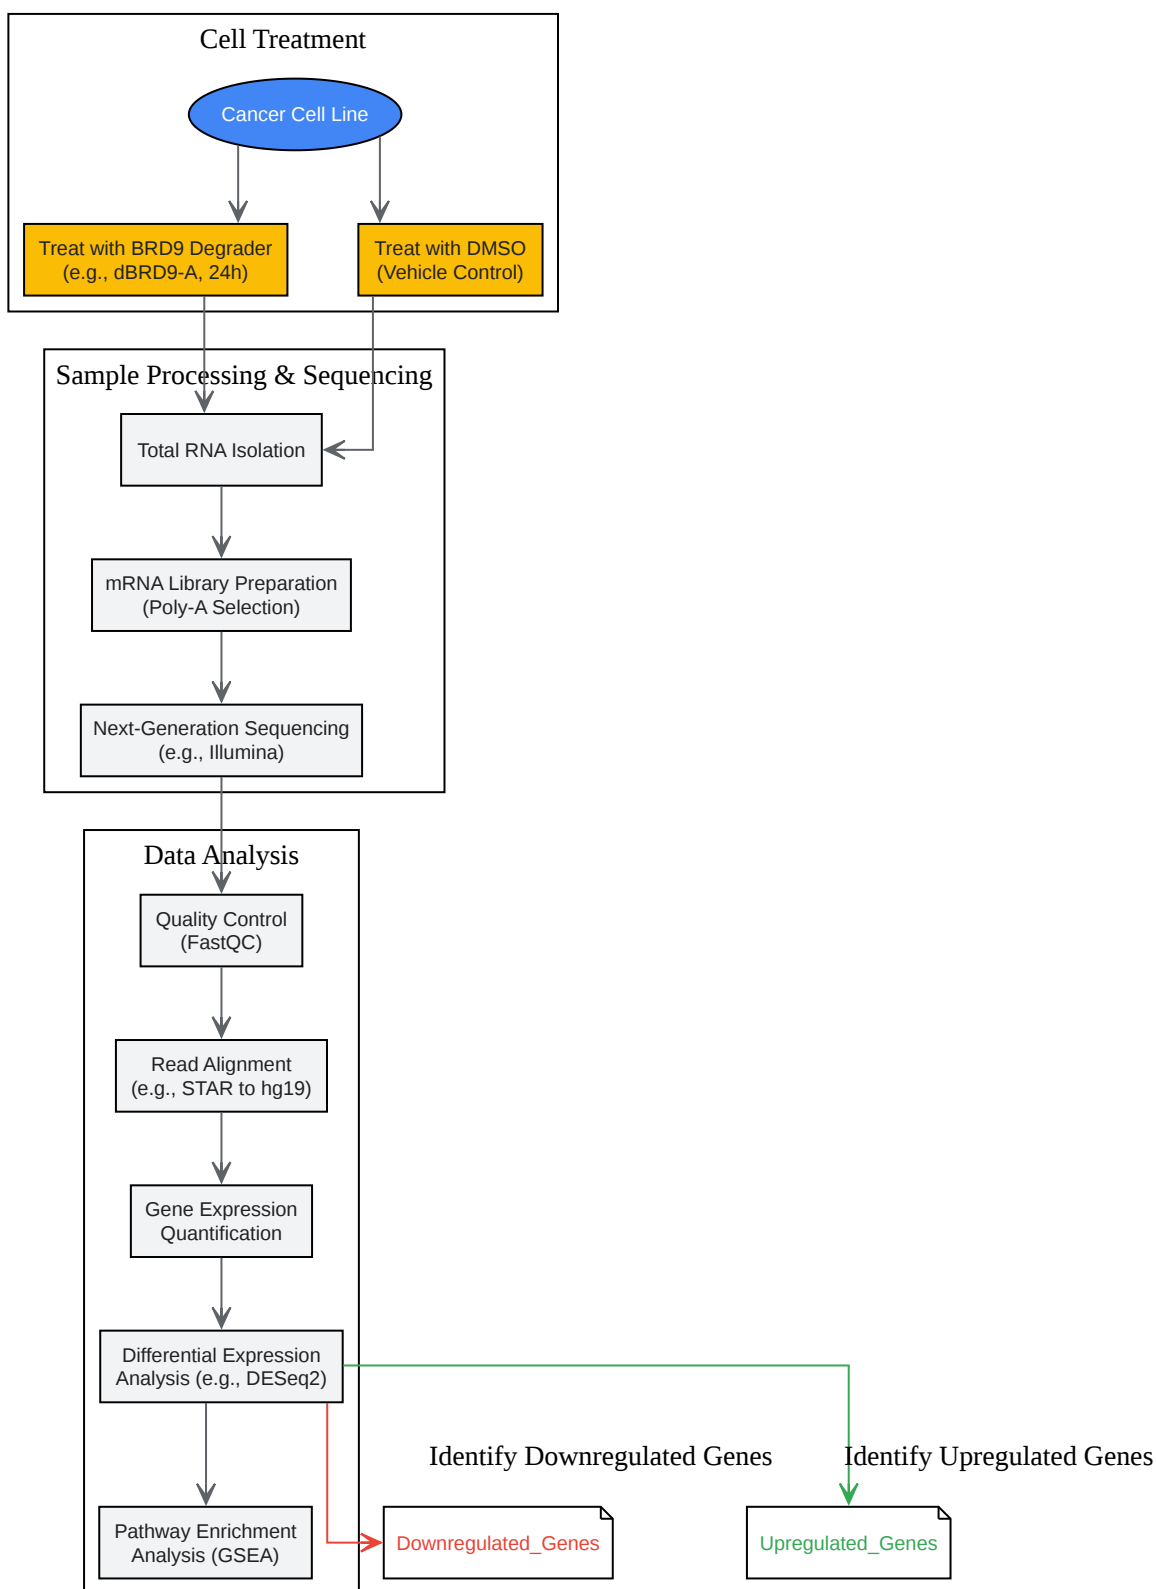 Cell Treatment
Cancer Cell Line
Treat with BRD9 Degrader
(e.g., dBRD9-A, 24h)
Treat with DMSO
(Vehicle Control)
Sample Processing & Sequencing
Total RNA Isolation
mRNA Library Preparation
(Poly-A Selection)
Next-Generation Sequencing
(e.g., Illumina)
Data Analysis
Quality Control
(FastQC)
Read Alignment
(e.g., STAR to hg19)
Gene Expression
Quantification
Differential Expression
Analysis (e.g., DESeq2)
Identify Downregulated Genes
Identify Upregulated Genes
Pathway Enrichment
Analysis (GSEA)
Downregulated_Genes
Upregulated_Genes